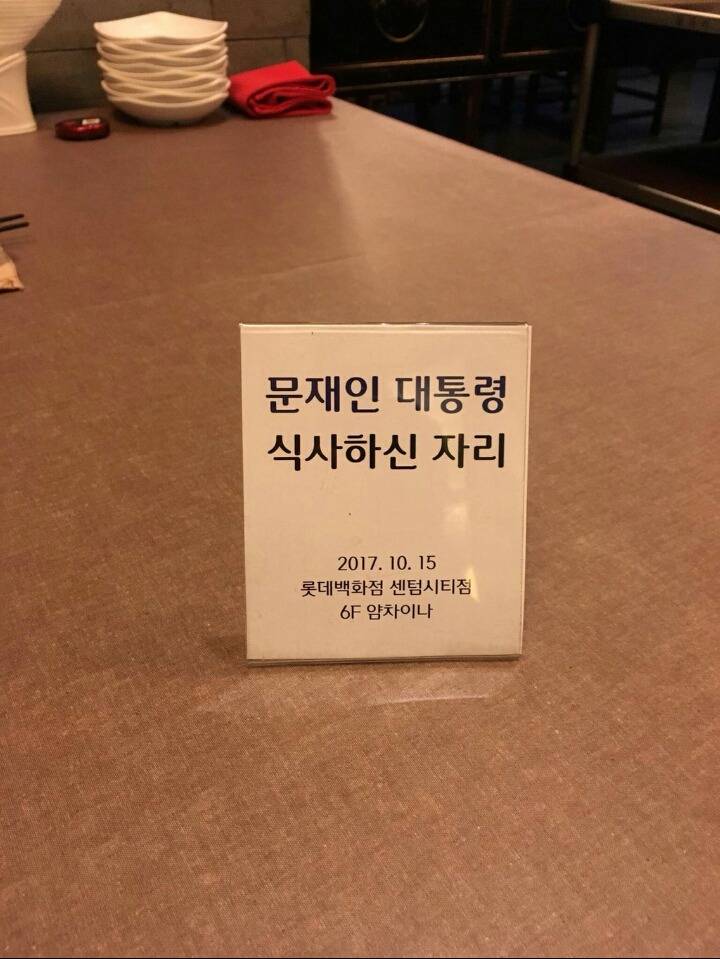 문재인 대통령
식사하신 자리
2017. 10. 15
롯데백화점 센텀시티점
6F 얌차이나